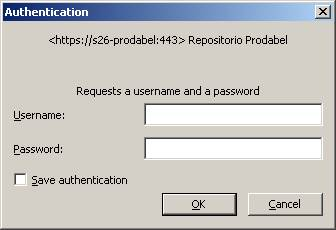 Authentication
<https://s26-prodabel:443> Repositorio Prodabel
Requests a username and a password
Username:
Password:
Save authentication
OK Cancel